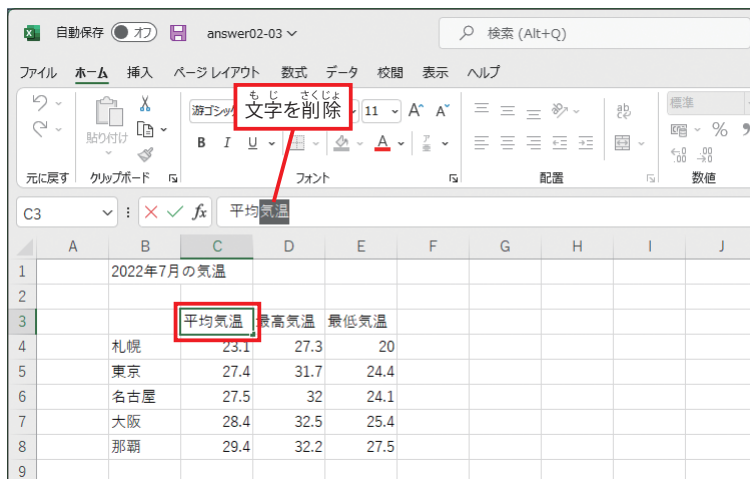 自動保存 オフ answer02-03 検索 (Alt+Q)
ファイル ホーム 挿入 ページ レイアウト 数式 データ 校閲 表示 ヘルプ
もじ さくじょ
文字を削除
貼り付け 游ゴシック 11 A^ A˅ ab 標準
B I U A ア亜 %
元に戻す クリップボード フォント 配置 数値
C3 fx 平均気温
A B C D E F G H I J
1 2022年7月の気温
2
3 平均気温 最高気温 最低気温
4 札幌 23.1 27.3 20
5 東京 27.4 31.7 24.4
6 名古屋 27.5 32 24.1
7 大阪 28.4 32.5 25.4
8 那覇 29.4 32.2 27.5
9